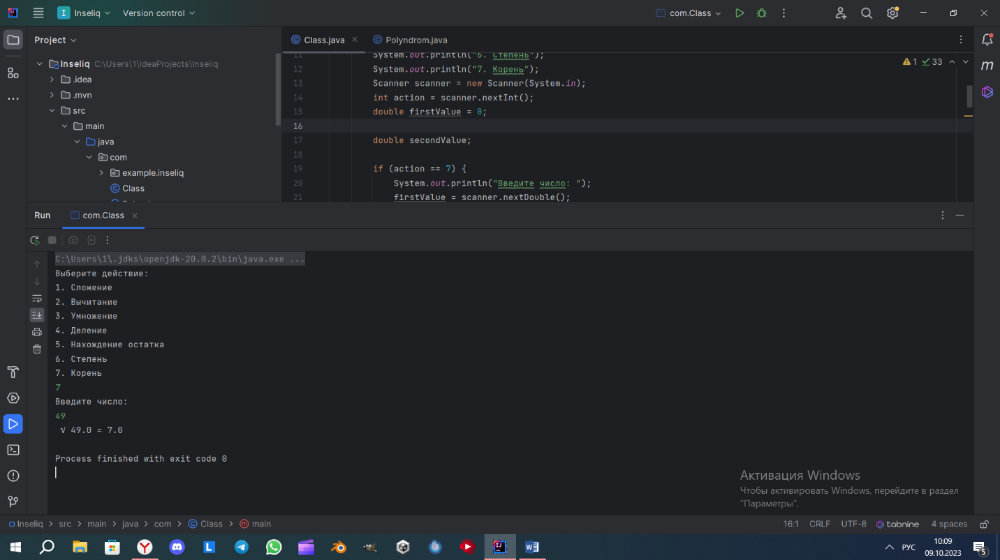 Inseliq
Version control
com.Class
Project
Class.java
Polyndrom.java
Inseliq C:\Users\1\IdeaProjects\Inseliq
.idea
.mvn
src
main
java
com
example.inseliq
Class
11 System.out.println("6. Степень");
12 System.out.println("7. Корень");
13 Scanner scanner = new Scanner(System.in);
14 int action = scanner.nextInt();
15 double firstValue = 0;
16
17 double secondValue;
18
19 if (action == 7) {
20 System.out.println("Введите число: ");
21 firstValue = scanner.nextDouble();
1 33
Run com.Class
C:\Users\1\.jdks\openjdk-20.0.2\bin\java.exe ...
Выберите действие:
1. Сложение
2. Вычитание
3. Умножение
4. Деление
5. Нахождение остатка
6. Степень
7. Корень
7
Введите число:
49
√ 49.0 = 7.0
Process finished with exit code 0
Активация Windows
Чтобы активировать Windows, перейдите в раздел
"Параметры".
Inseliq > src > main > java > com > Class > main
16:1 CRLF UTF-8 tabnine 4 spaces
РУС
10:09
09.10.2023
5